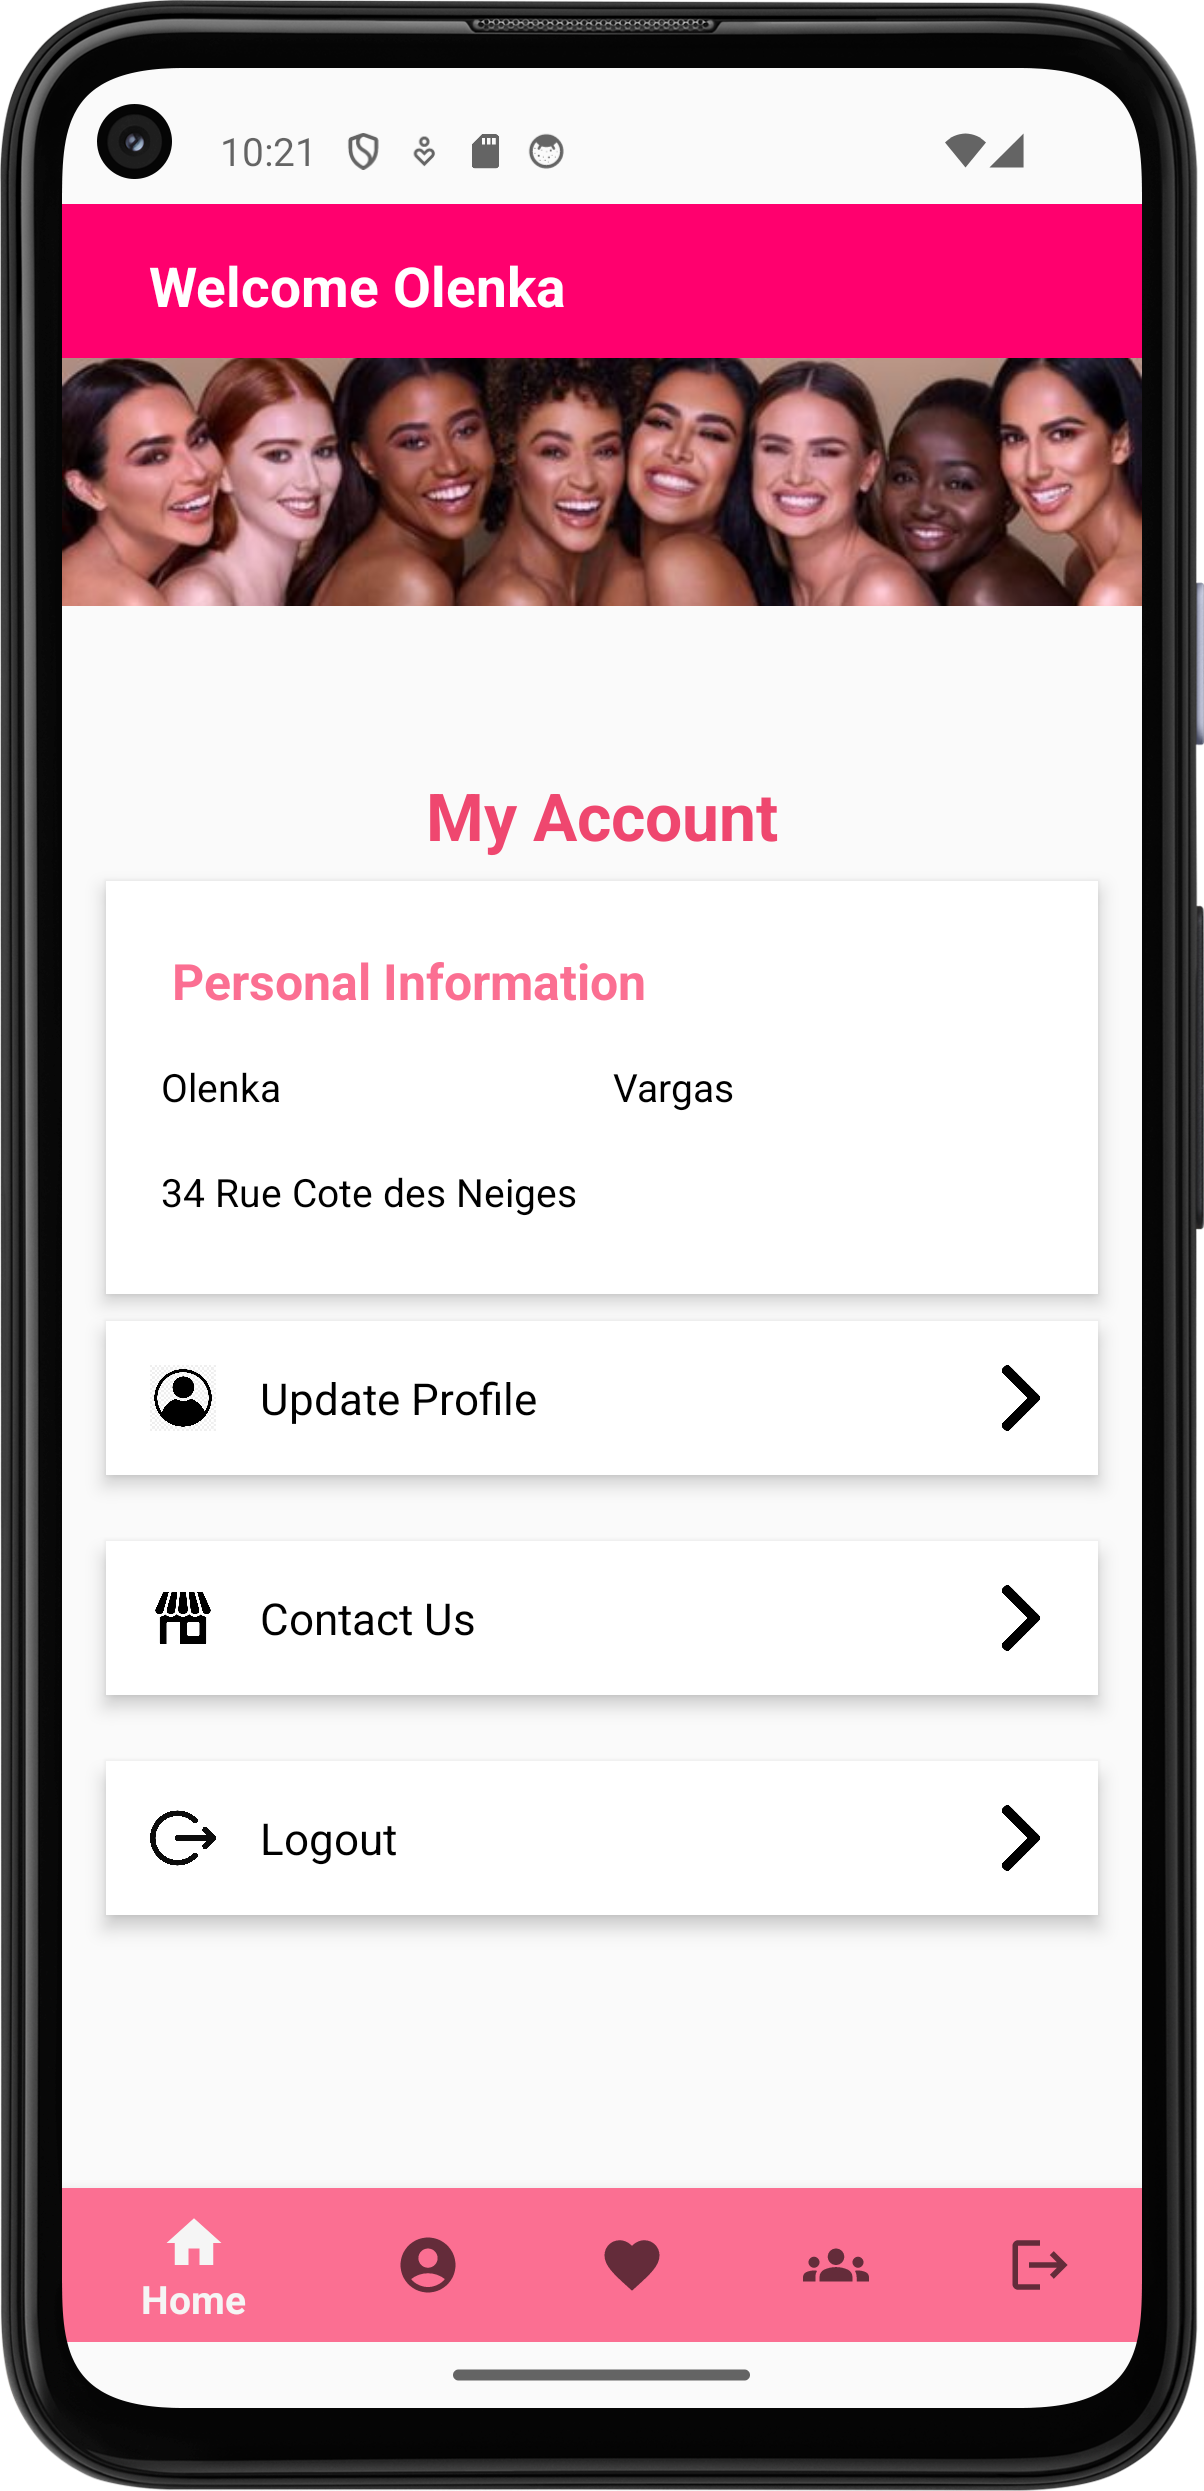 10:21
Welcome Olenka
My Account
Personal Information
Olenka Vargas
34 Rue Cote des Neiges
Update Profile
Contact Us
Logout
Home